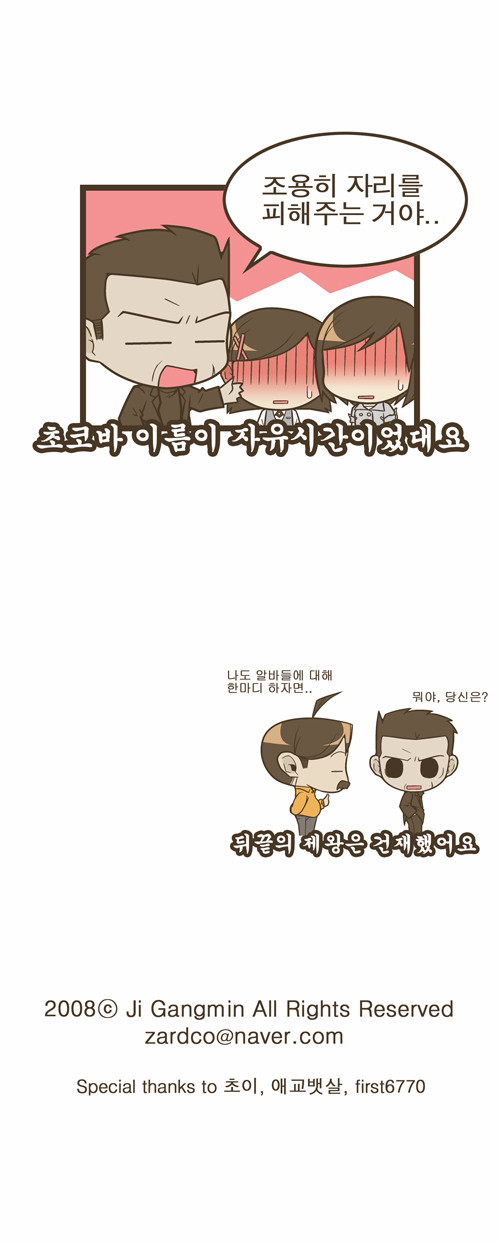 조용히 자리를
피해주는 거야..
초코바 이름이 자유시간이었대요
나도 알바들에 대해
한마디 하자면..
뭐야, 당신은?
뒤끝의 제왕은 건재했어요
2008ⓒ Ji Gangmin All Rights Reserved
zardco@naver.com
Special thanks to 초이, 애교뱃살, first6770